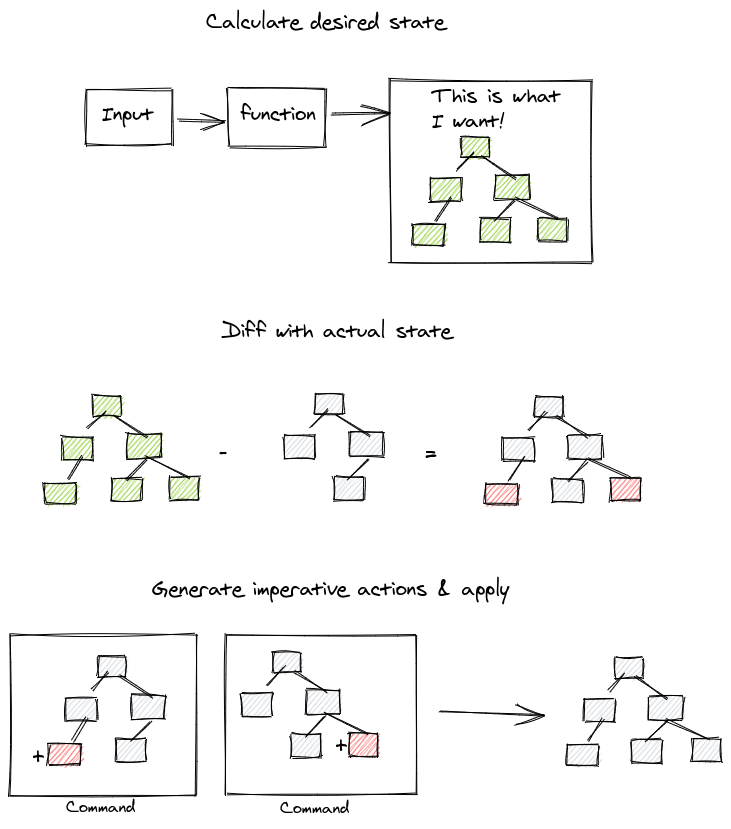 Calculate desired state
Input
function
This is what
I want!
Diff with actual state
-
=
Generate imperative actions & apply
+
+
Command
Command